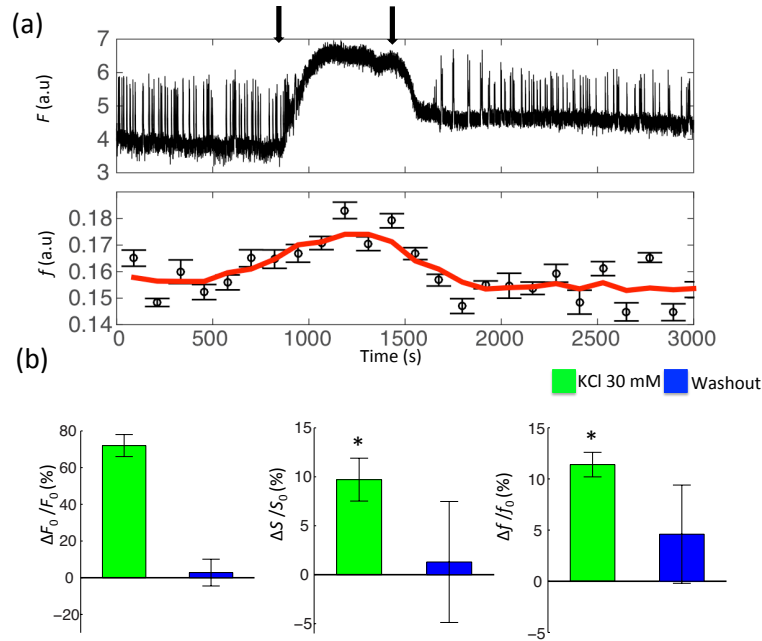 (a)
7
6
5
4
3
F (a.u)
0.18
0.17
0.16
0.15
0.14
f (a.u)
0 500 1000 1500 2000 2500 3000
Time (s)
(b)
KCl 30 mM Washout
80
60
40
20
0
−20
ΔF₀ /F₀ (%)
15
10
5
0
−5
ΔS /S₀ (%)
*
15
10
5
0
−5
Δf /f₀ (%)
*